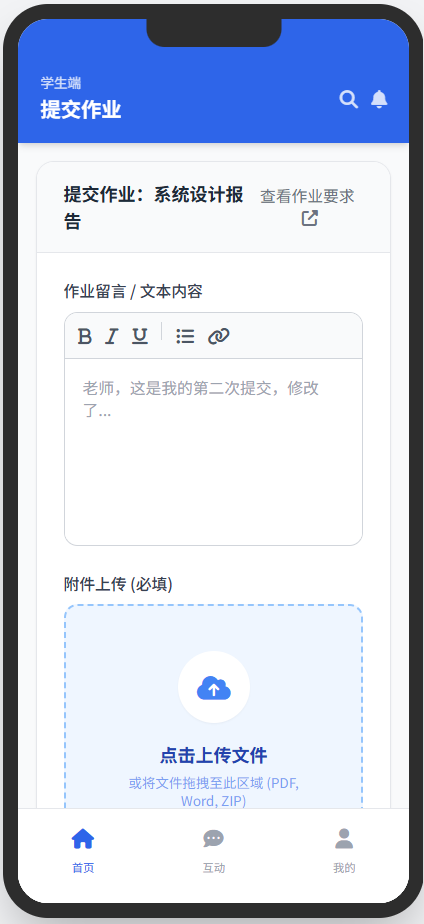 学生端
提交作业
提交作业：系统设计报
告
查看作业要求
作业留言 / 文本内容
B I U
老师，这是我的第二次提交，修改
了...
附件上传 (必填)
点击上传文件
或将文件拖拽至此区域 (PDF,
Word, ZIP)
首页
互动
我的